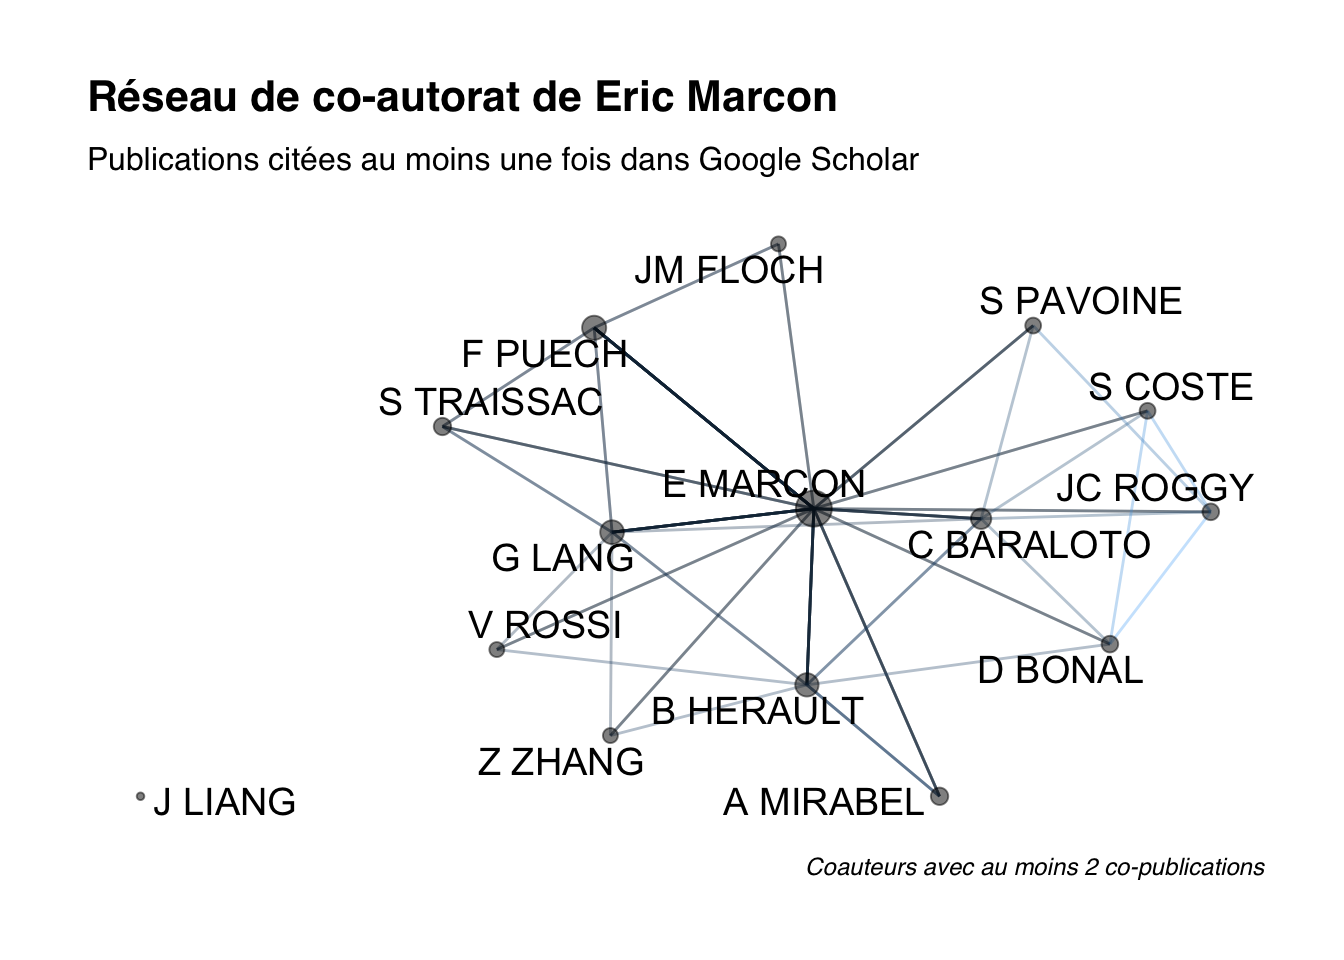 Réseau de co-autorat de Eric Marcon
Publications citées au moins une fois dans Google Scholar
JM FLOCH
S PAVOINE
F PUECH
S COSTE
S TRAISSAC
E MARCON
JC ROGGY
C BARALOTO
G LANG
V ROSSI
D BONAL
B HERAULT
Z ZHANG
J LIANG
A MIRABEL
Coauteurs avec au moins 2 co-publications